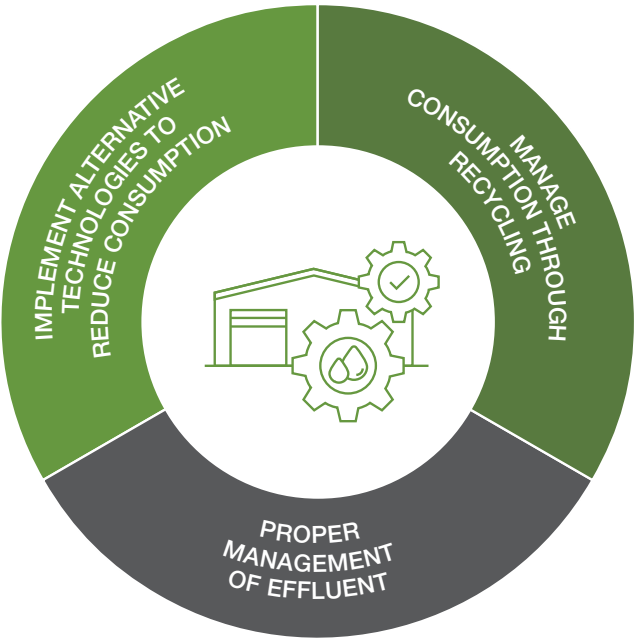 IMPLEMENT ALTERNATIVE
TECHNOLOGIES TO
REDUCE CONSUMPTION
MANAGE
CONSUMPTION THROUGH
RECYCLING
PROPER
MANAGEMENT
OF EFFLUENT